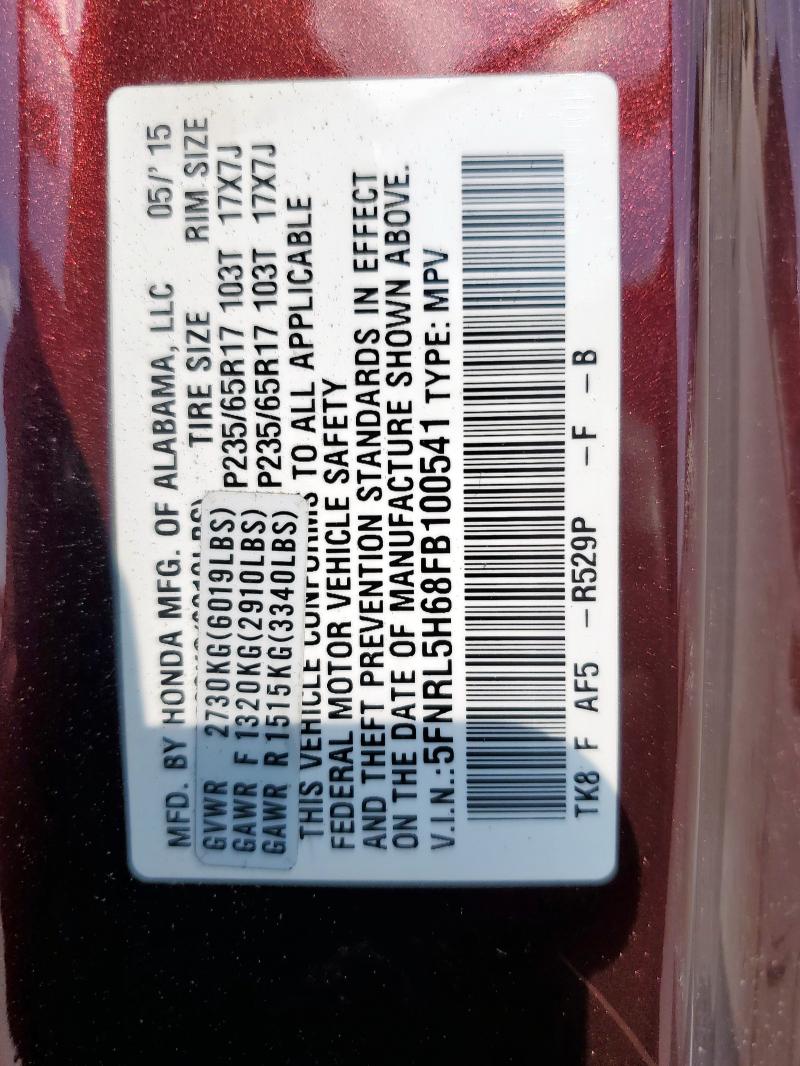 MFD. BY HONDA MFG. OF ALABAMA, LLC 05/' 15
TIRE SIZE RIM SIZE
GVWR 2730KG(6019LBS)
GAWR F 1320KG(2910LBS) P235/65R17 103T 17X7J
GAWR R 1515KG(3340LBS) P235/65R17 103T 17X7J
THIS VEHICLE CONFORMS TO ALL APPLICABLE
FEDERAL MOTOR VEHICLE SAFETY
AND THEFT PREVENTION STANDARDS IN EFFECT
ON THE DATE OF MANUFACTURE SHOWN ABOVE.
V.I.N.:5FNRL5H68FB100541 TYPE: MPV
TK8 F AF5 -R529P -F -B